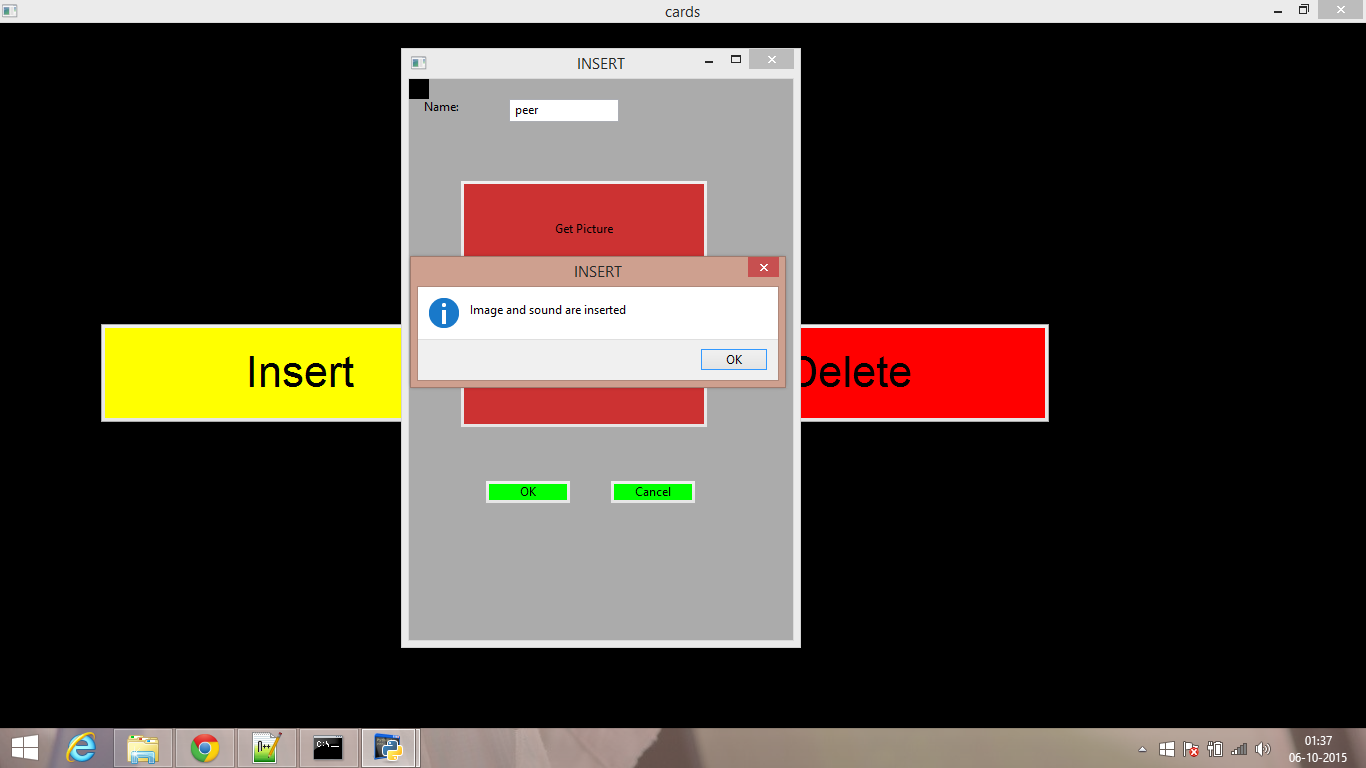 cards
INSERT
Name:
peer
Get Picture
INSERT
Image and sound are inserted
OK
Insert
Delete
OK
Cancel
C:\
01:37
06-10-2015